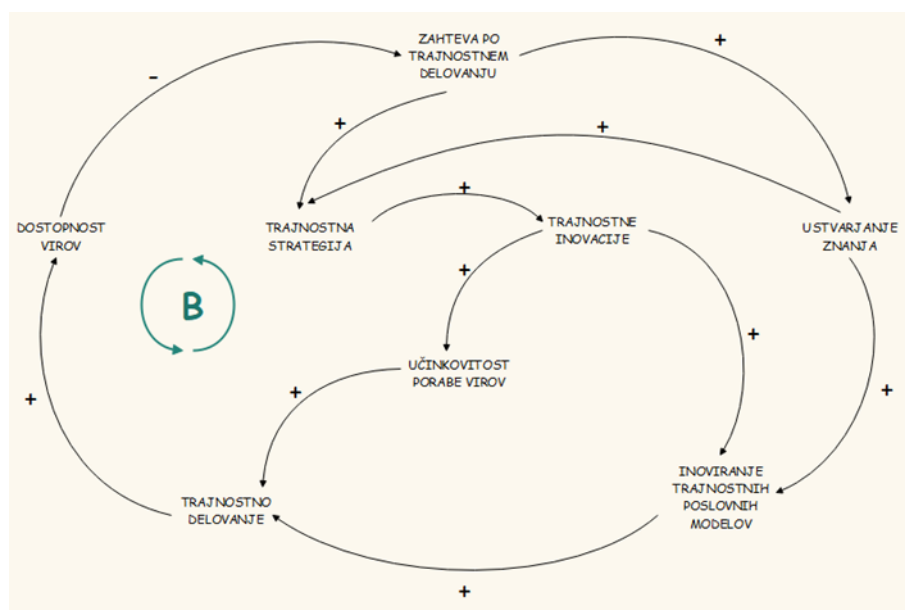 ZAHTEVA PO
TRAJNOSTNEM
DELOVANJU
+
-
+
+
DOSTOPNOST
VIROV
TRAJNOSTNA
STRATEGIJA
+
TRAJNOSTNE
INOVACIJE
USTVARJANJE
ZNANJA
+
B
+
UČINKOVITOST
PORABE VIROV
+
+
+
INOVIRANJE
TRAJNOSTNIH
POSLOVNIH
MODELOV
TRAJNOSTNO
DELOVANJE
+